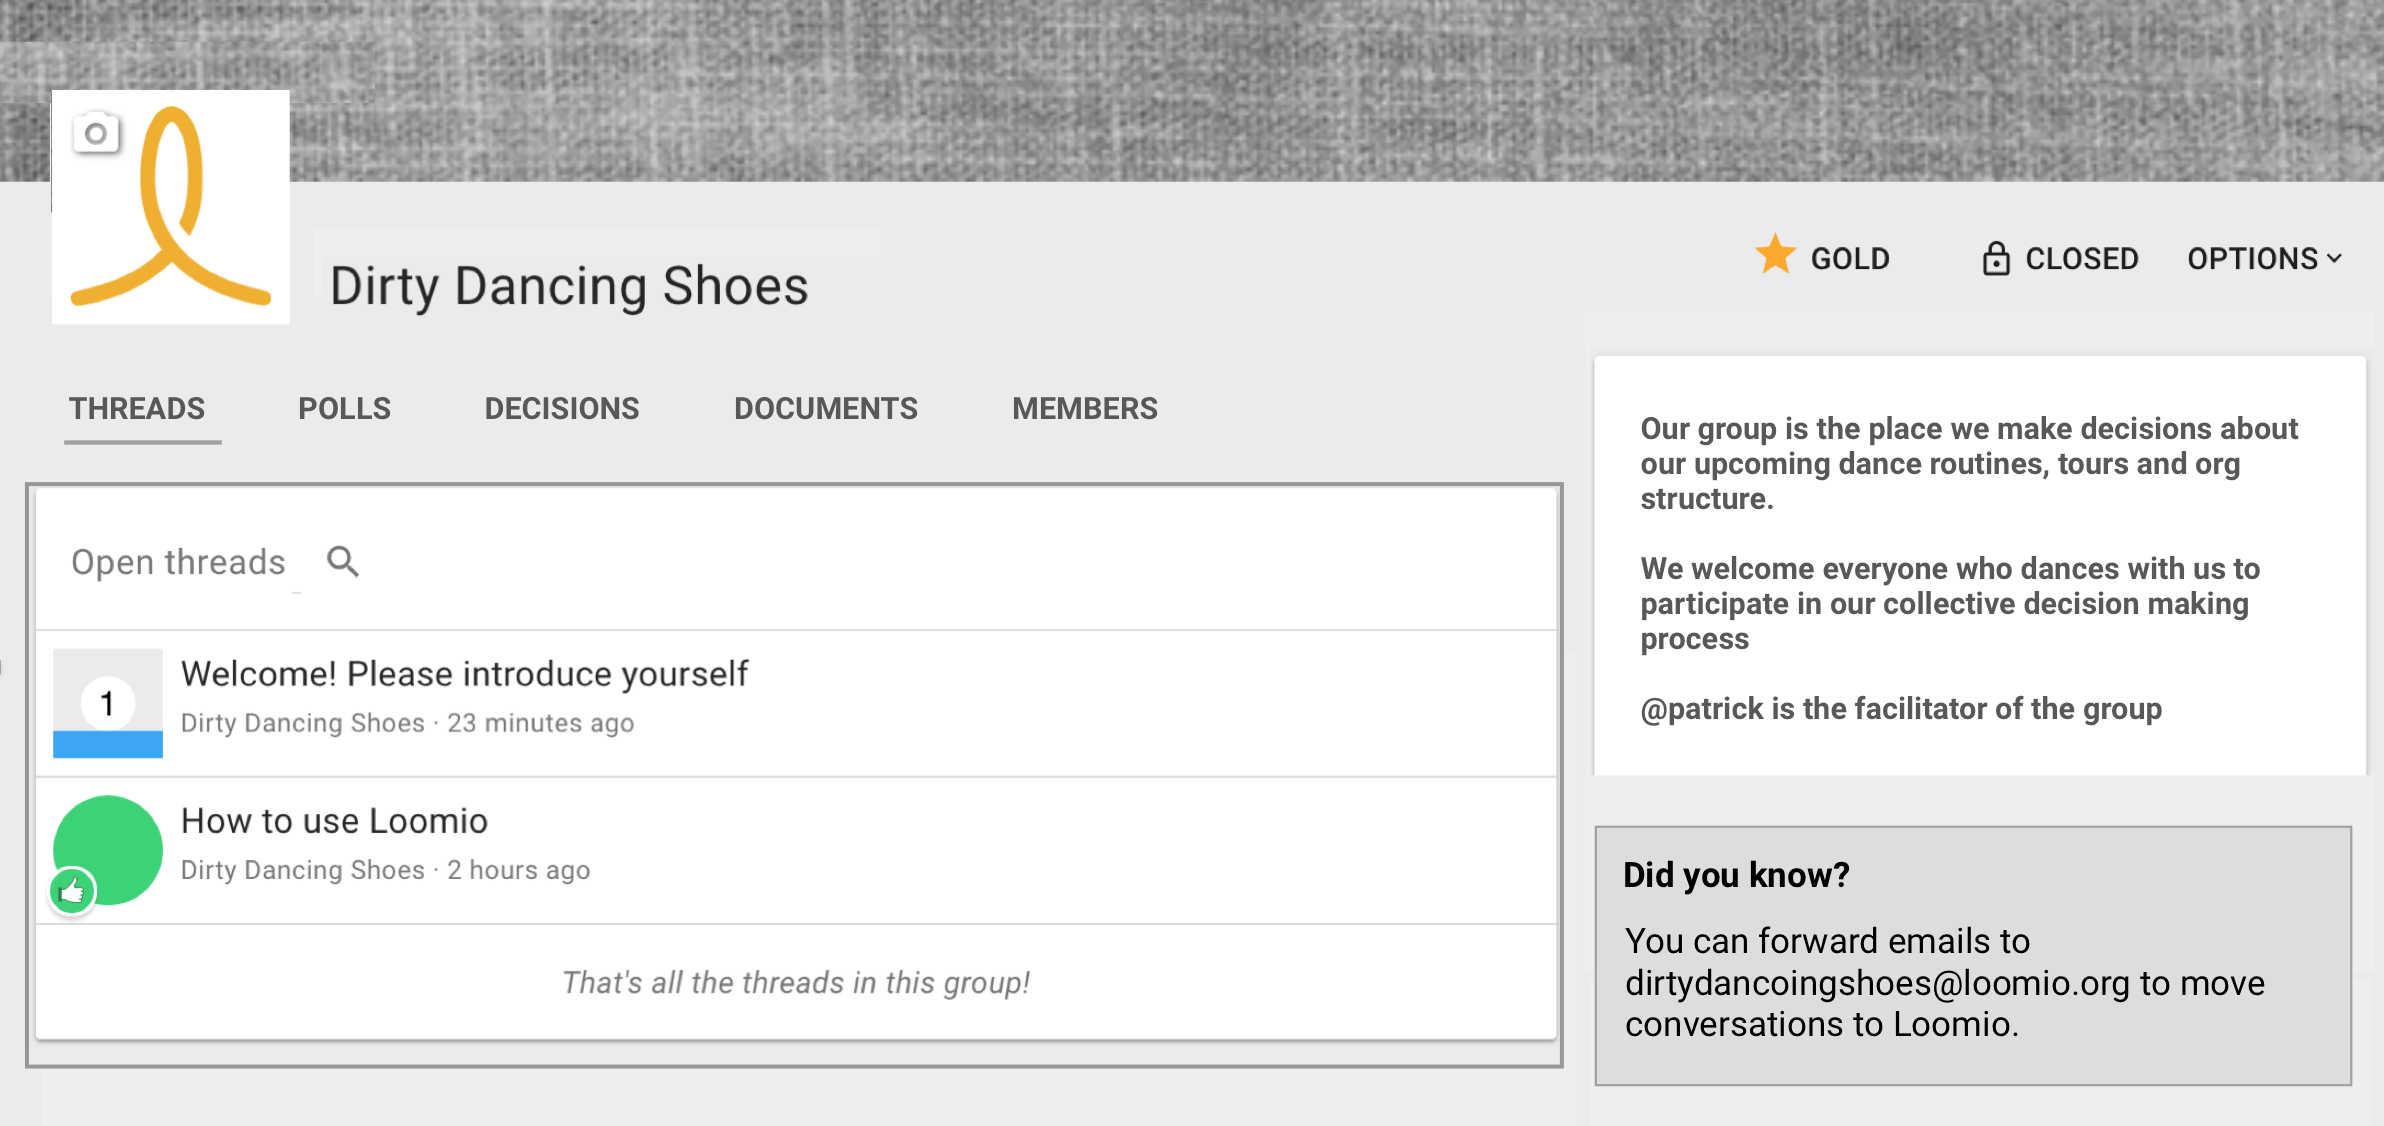 Dirty Dancing Shoes
GOLD
CLOSED
OPTIONS
THREADS
POLLS
DECISIONS
DOCUMENTS
MEMBERS
Open threads
1
Welcome! Please introduce yourself
Dirty Dancing Shoes · 23 minutes ago
How to use Loomio
Dirty Dancing Shoes · 2 hours ago
That's all the threads in this group!
Our group is the place we make decisions about
our upcoming dance routines, tours and org
structure.
We welcome everyone who dances with us to
participate in our collective decision making
process
@patrick is the facilitator of the group
Did you know?
You can forward emails to
dirtydancoingshoes@loomio.org to move
conversations to Loomio.